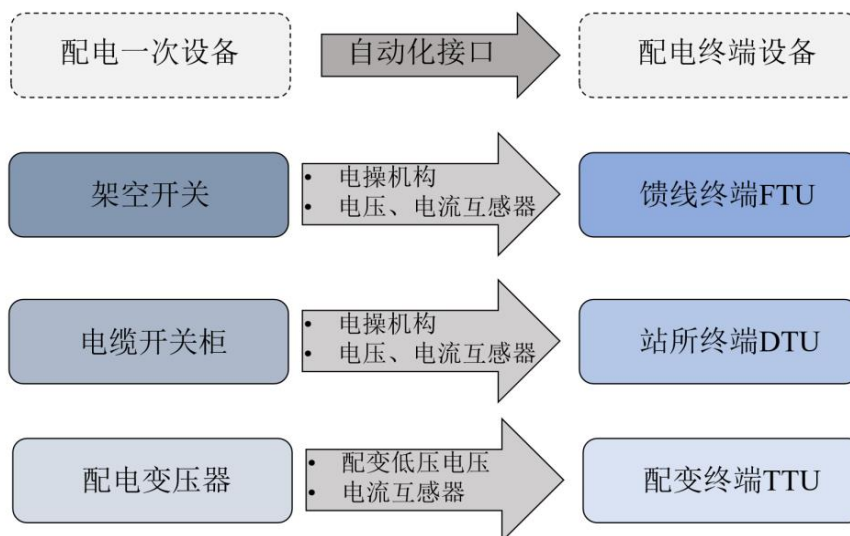 配电一次设备
自动化接口
配电终端设备
架空开关
• 电操机构
• 电压、电流互感器
馈线终端FTU
电缆开关柜
• 电操机构
• 电压、电流互感器
站所终端DTU
配电变压器
• 配变低压电压
• 电流互感器
配变终端TTU